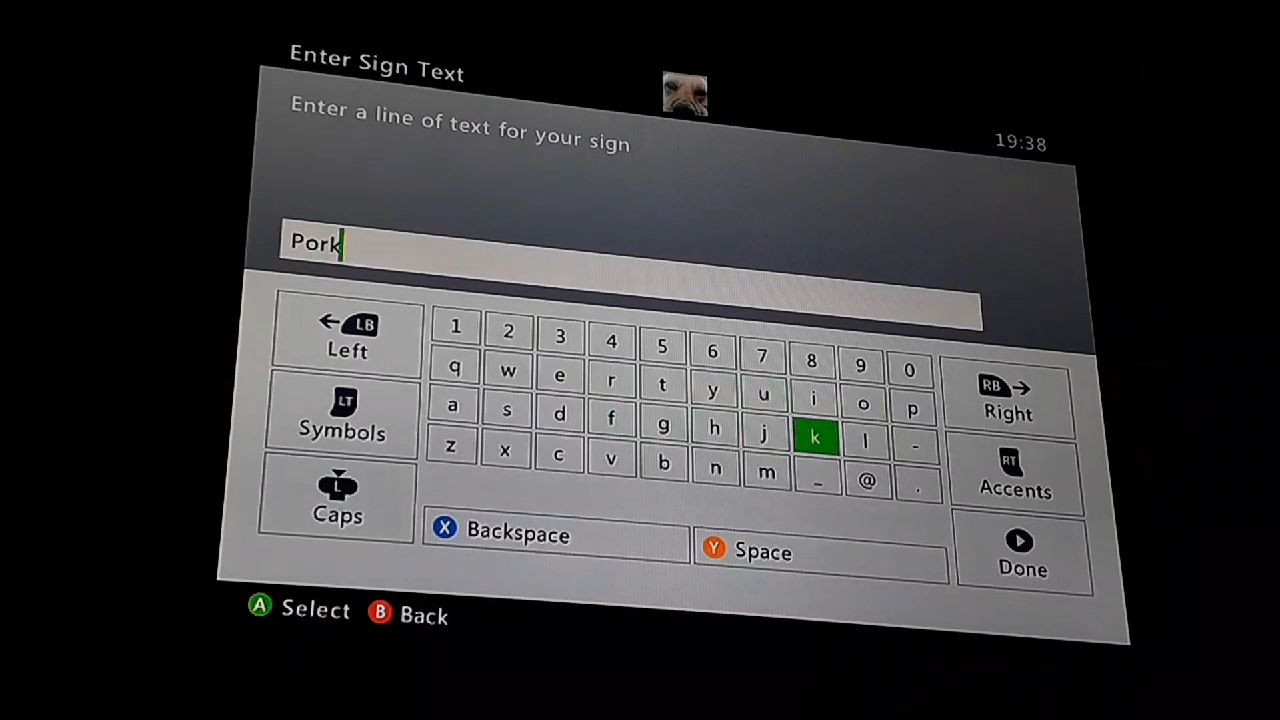 Enter Sign Text
Enter a line of text for your sign
19:38
Pork
LB
Left
1 2 3 4 5 6 7 8 9 0
RB
Right
q w e r t y u i o p
LT
Symbols
a s d f g h j k l -
RT
Accents
z x c v b n m _ @ .
L
Caps
X Backspace
Y Space
Done
A Select B Back